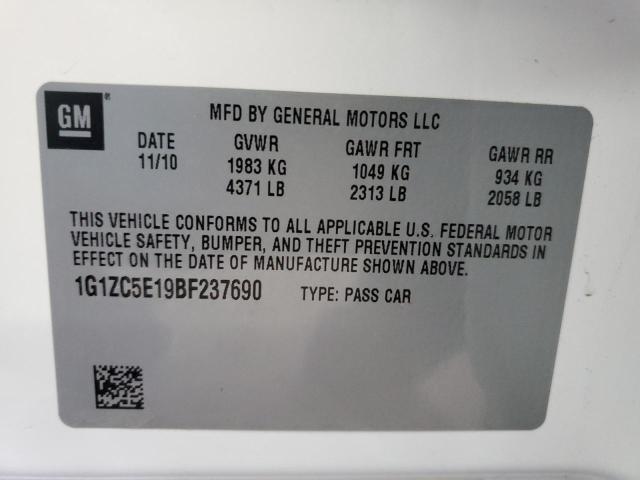 GM®
MFD BY GENERAL MOTORS LLC
DATE GVWR GAWR FRT GAWR RR
11/10 1983 KG 1049 KG 934 KG
4371 LB 2313 LB 2058 LB
THIS VEHICLE CONFORMS TO ALL APPLICABLE U.S. FEDERAL MOTOR
VEHICLE SAFETY, BUMPER, AND THEFT PREVENTION STANDARDS IN
EFFECT ON THE DATE OF MANUFACTURE SHOWN ABOVE.
1G1ZC5E19BF237690 TYPE: PASS CAR